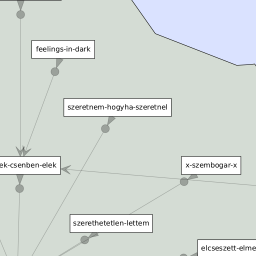 feelings-in-dark
szeretnem-hogyha-szeretnel
ek-csenben-elek
x-szembogar-x
szerethetetlen-lettem
elcseszett-elme